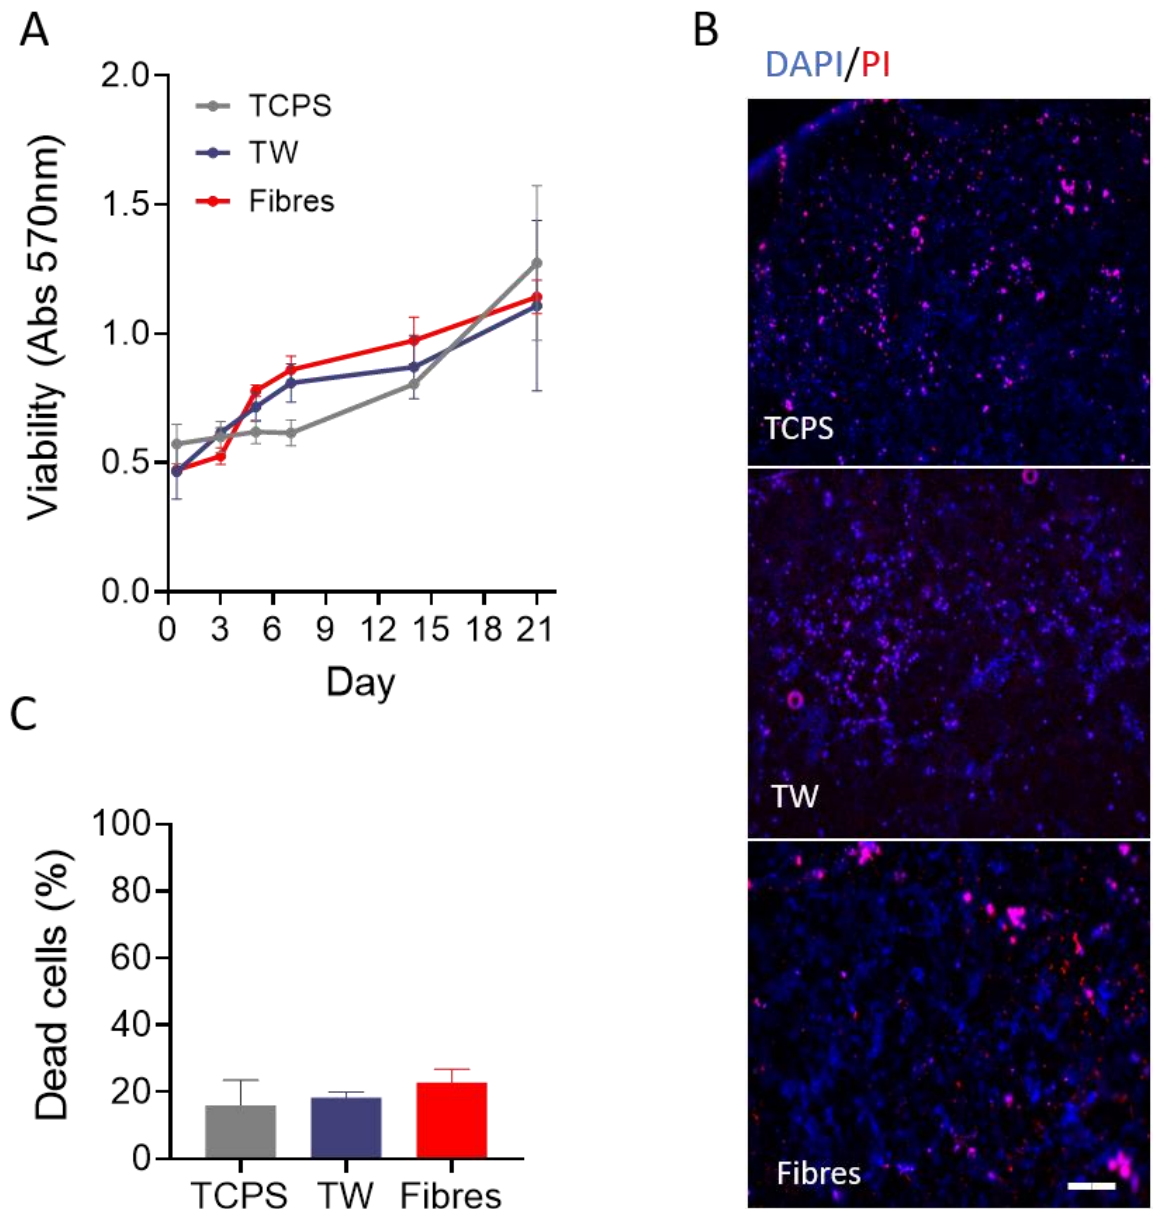 A
2.0
1.5
1.0
0.5
0.0
Viability (Abs 570nm)
TCPS
TW
Fibres
0 3 6 9 12 15 18 21
Day
B
DAPI/PI
TCPS
TW
Fibres
C
100
80
60
40
20
0
Dead cells (%)
TCPS TW Fibres